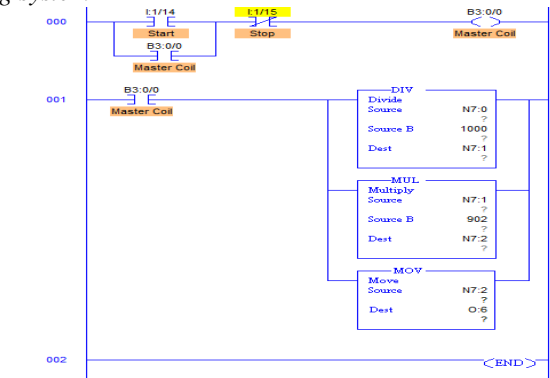 g system
I:1/14 I:1/15 B3:0/0
000
Start Stop Master Coil
B3:0/0
Master Coil
B3:0/0
001
Master Coil
DIV
Divide
Source N7:0
?
Source B 1000
?
Dest N7:1
?
MUL
Multiply
Source N7:1
?
Source B 902
?
Dest N7:2
?
MOV
Move
Source N7:2
?
Dest O:6
?
002
END